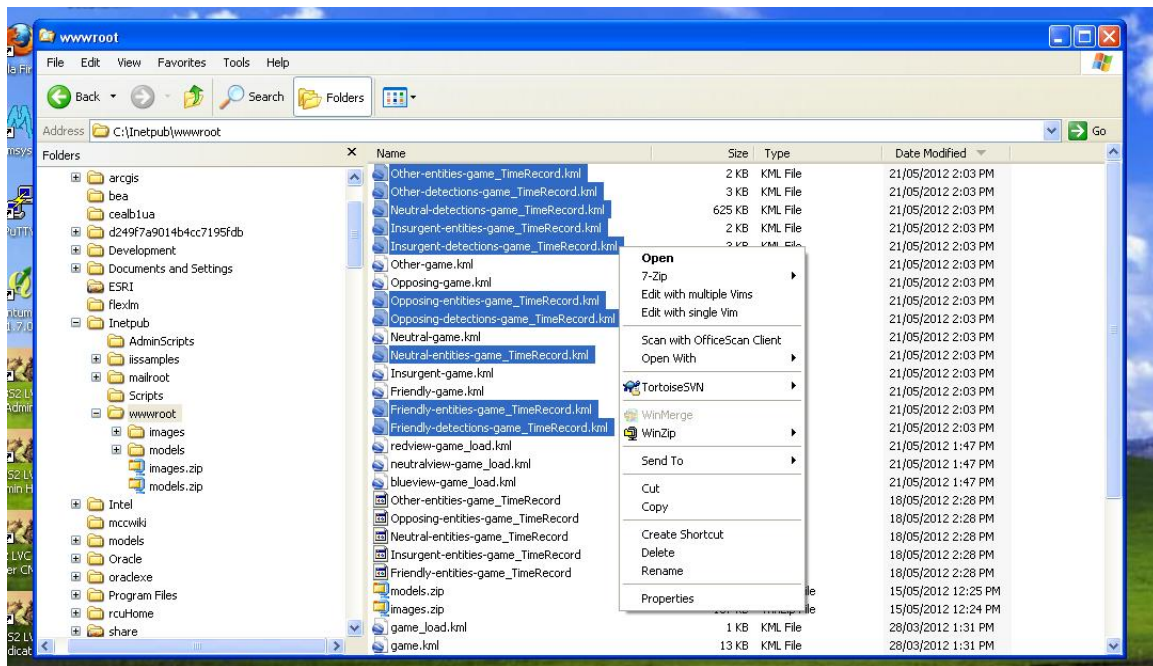 wwwroot
File Edit View Favorites Tools Help
Back Search Folders
Address C:\Inetpub\wwwroot Go
Folders
Name Size Type Date Modified
arcgis
bea
cealb1ua
d249f7a9014b4cc7195fdb
Development
Documents and Settings
ESRI
flexlm
Inetpub
AdminScripts
iissamples
mailroot
Scripts
wwwroot
images
models
images.zip
models.zip
Intel
mccwiki
models
Oracle
oraclexe
Program Files
rcuHome
share
Other-entities-game_TimeRecord.kml 2 KB KML File 21/05/2012 2:03 PM
Other-detections-game_TimeRecord.kml 3 KB KML File 21/05/2012 2:03 PM
Neutral-detections-game_TimeRecord.kml 625 KB KML File 21/05/2012 2:03 PM
Insurgent-entities-game_TimeRecord.kml 2 KB KML File 21/05/2012 2:03 PM
Insurgent-detections-game_TimeRecord.kml 3 KB KML File 21/05/2012 2:03 PM
Other-game.kml 21/05/2012 2:03 PM
Opposing-game.kml 21/05/2012 2:03 PM
Opposing-entities-game_TimeRecord.kml 21/05/2012 2:03 PM
Opposing-detections-game_TimeRecord.kml 21/05/2012 2:03 PM
Neutral-game.kml 21/05/2012 2:03 PM
Neutral-entities-game_TimeRecord.kml 21/05/2012 2:03 PM
Insurgent-game.kml 21/05/2012 2:03 PM
Friendly-game.kml 21/05/2012 2:03 PM
Friendly-entities-game_TimeRecord.kml 21/05/2012 2:03 PM
Friendly-detections-game_TimeRecord.kml 21/05/2012 2:03 PM
redview-game_load.kml 21/05/2012 1:47 PM
neutralview-game_load.kml 21/05/2012 1:47 PM
blueview-game_load.kml 21/05/2012 1:47 PM
Other-entities-game_TimeRecord 18/05/2012 2:28 PM
Opposing-entities-game_TimeRecord 18/05/2012 2:28 PM
Neutral-entities-game_TimeRecord 18/05/2012 2:28 PM
Insurgent-entities-game_TimeRecord 18/05/2012 2:28 PM
Friendly-entities-game_TimeRecord 18/05/2012 2:28 PM
models.zip 15/05/2012 12:25 PM
images.zip 15/05/2012 12:24 PM
game_load.kml 1 KB KML File 28/03/2012 1:31 PM
game.kml 13 KB KML File 28/03/2012 1:31 PM
Open
7-Zip
Edit with multiple Vims
Edit with single Vim
Scan with OfficeScan Client
Open With
TortoiseSVN
WinMerge
WinZip
Send To
Cut
Copy
Create Shortcut
Delete
Rename
Properties